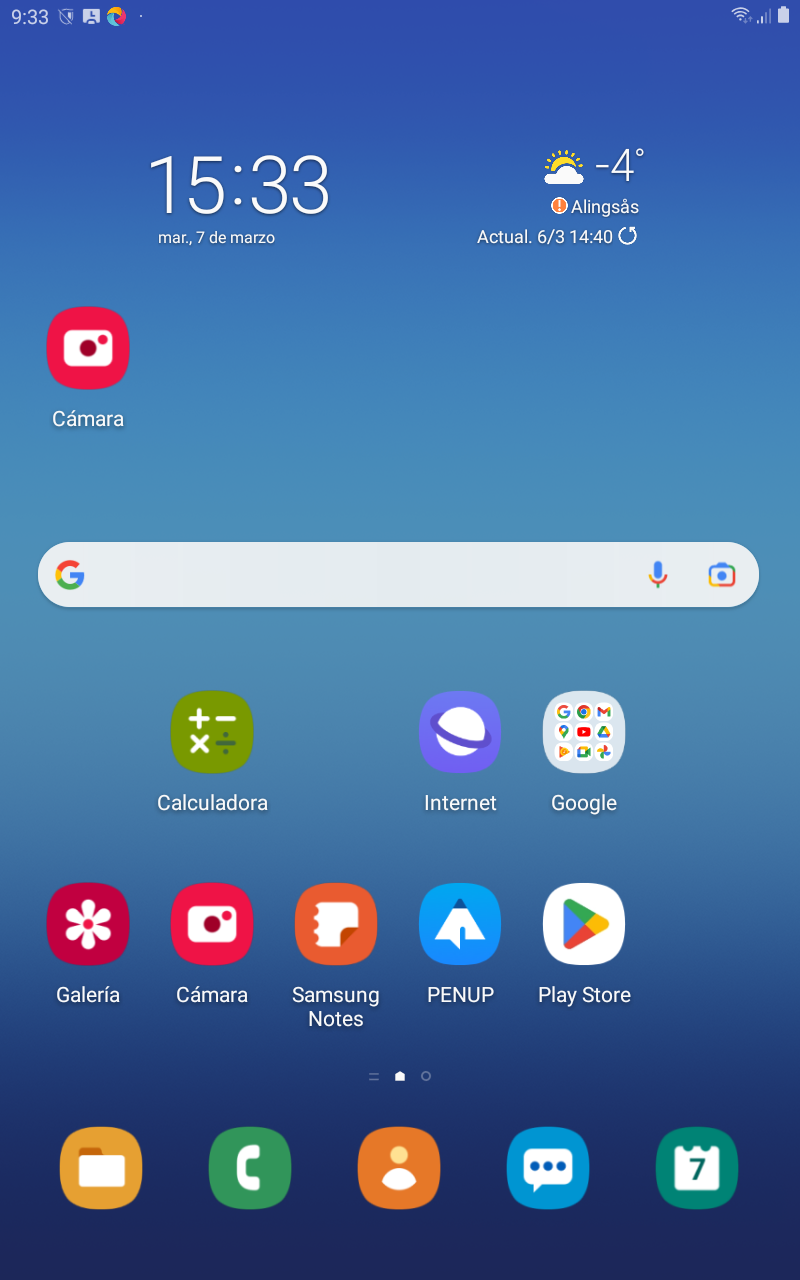 9:33
15:33
mar., 7 de marzo
-4°
Alingsås
Actual. 6/3 14:40
Cámara
Calculadora
Internet
Google
Galería
Cámara
Samsung
Notes
PENUP
Play Store
7